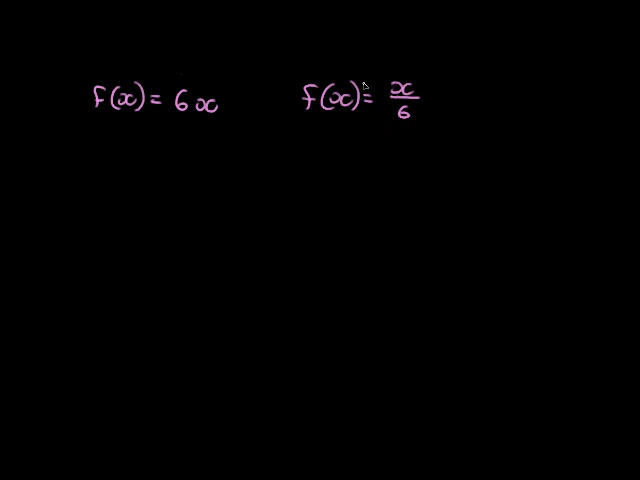 f(x) = 6x
f(x) = x/6